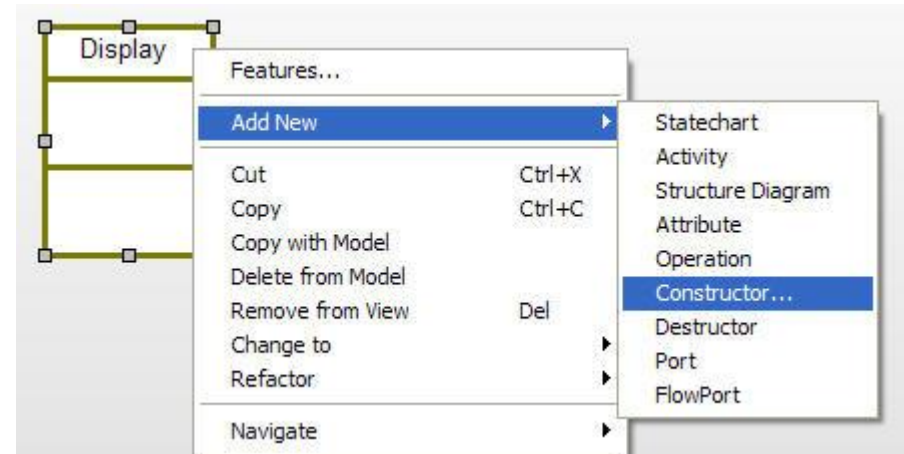 Display
Features...
Add New
Cut Ctrl+X
Copy Ctrl+C
Copy with Model
Delete from Model
Remove from View Del
Change to
Refactor
Navigate
Statechart
Activity
Structure Diagram
Attribute
Operation
Constructor...
Destructor
Port
FlowPort